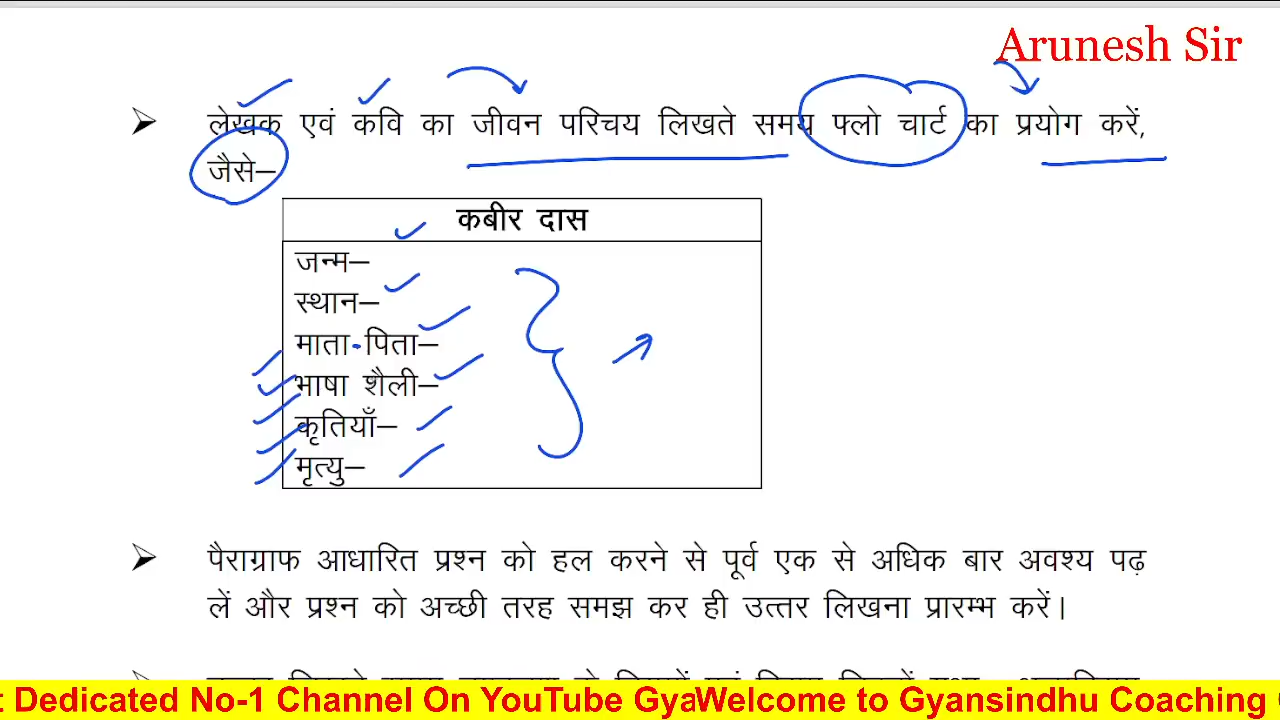 Arunesh Sir
➤ लेखक एवं कवि का जीवन परिचय लिखते समय फ्लो चार्ट का प्रयोग करें,
जैसे–
कबीर दास
जन्म–
स्थान–
माता-पिता–
भाषा शैली–
कृतियाँ–
मृत्यु–
➤ पैराग्राफ आधारित प्रश्न को हल करने से पूर्व एक से अधिक बार अवश्य पढ़
लें और प्रश्न को अच्छी तरह समझ कर ही उत्तर लिखना प्रारम्भ करें।
t Dedicated No-1 Channel On YouTube GyaWelcome to Gyansindhu Coaching